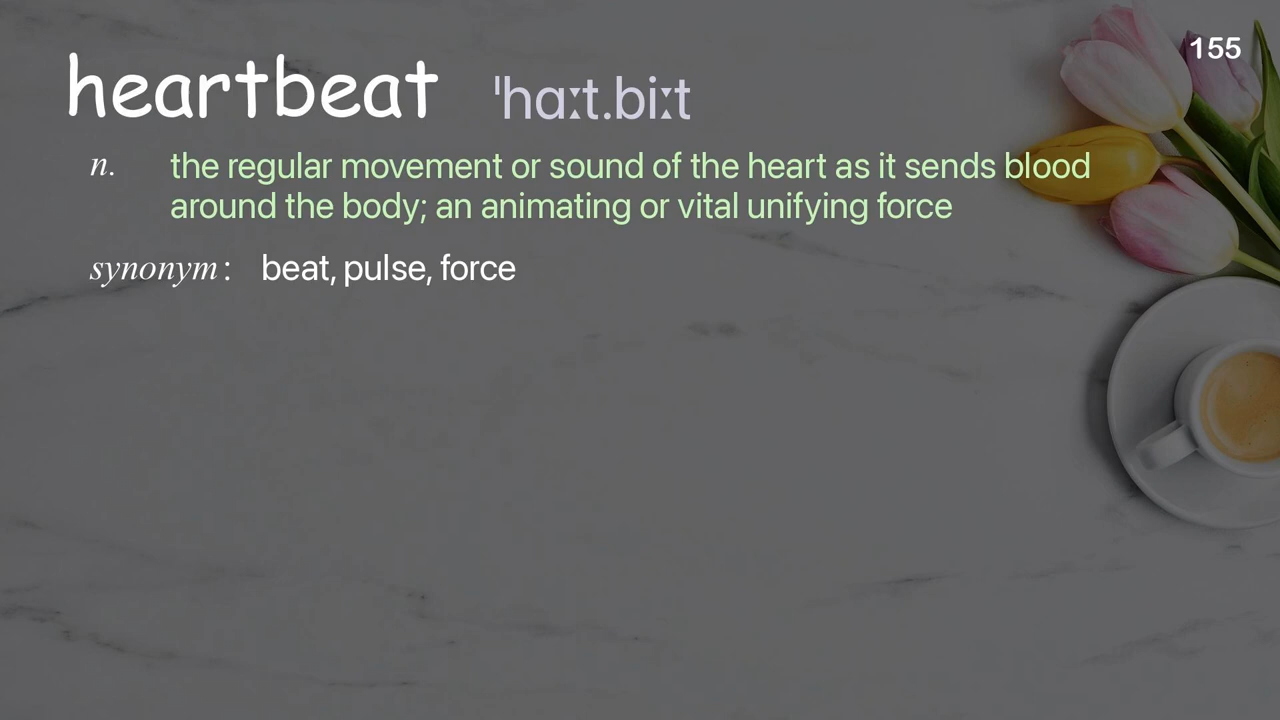 155
heartbeat ˈhɑːt.biːt
n. the regular movement or sound of the heart as it sends blood
around the body; an animating or vital unifying force
synonym: beat, pulse, force